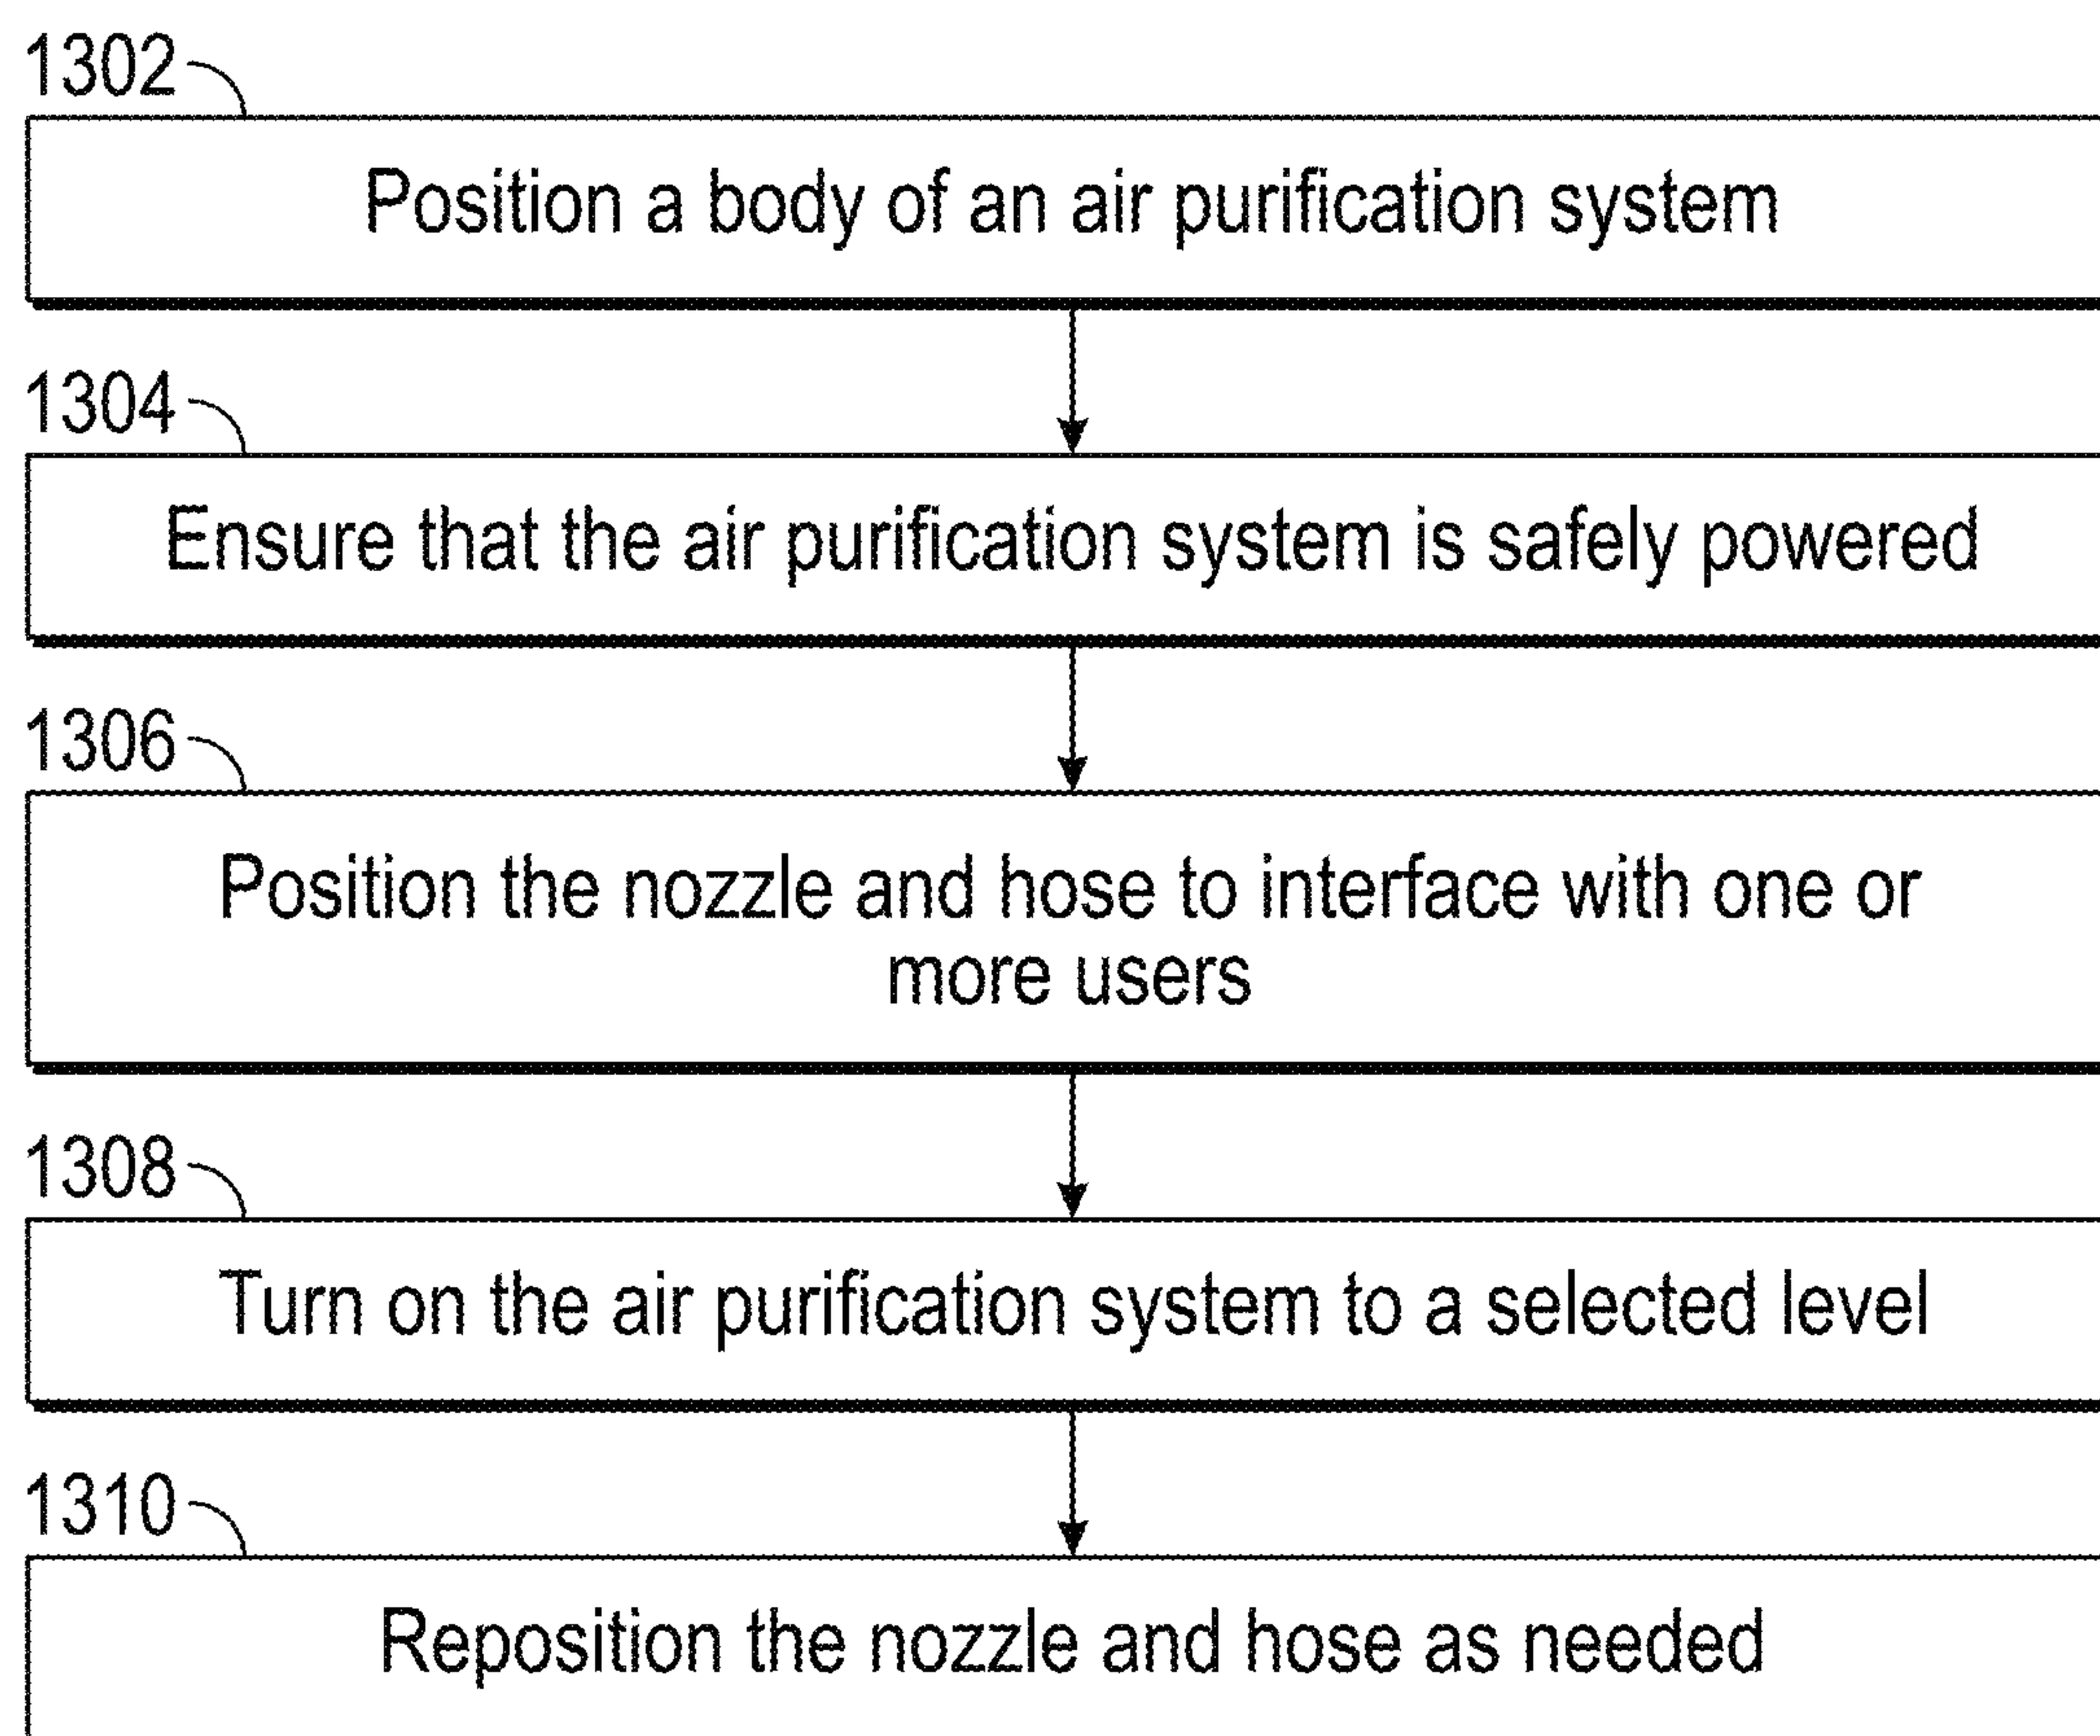 1302
Position a body of an air purification system
1304
Ensure that the air purification system is safely powered
1306
Position the nozzle and hose to interface with one or
more users
1308
Turn on the air purification system to a selected level
1310
Reposition the nozzle and hose as needed